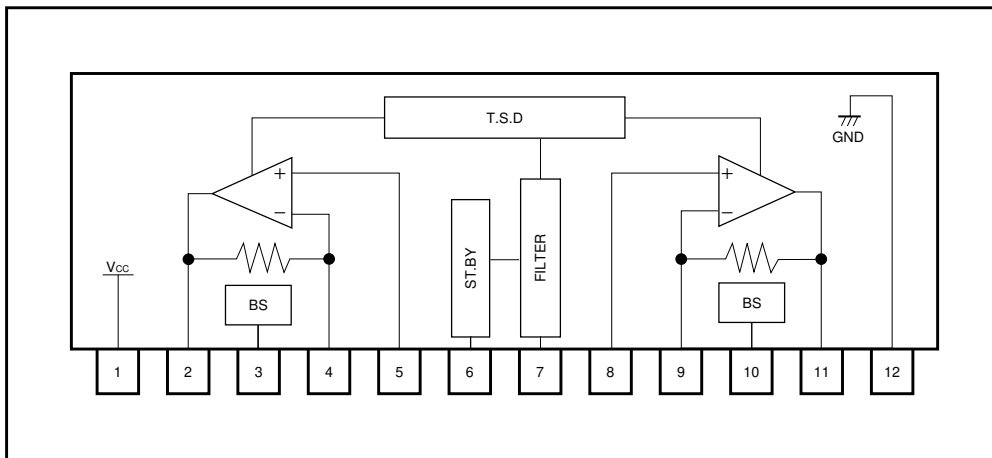 T.S.D
GND
+
−
+
−
ST.BY
FILTER
VCC
BS
BS
1 2 3 4 5 6 7 8 9 10 11 12